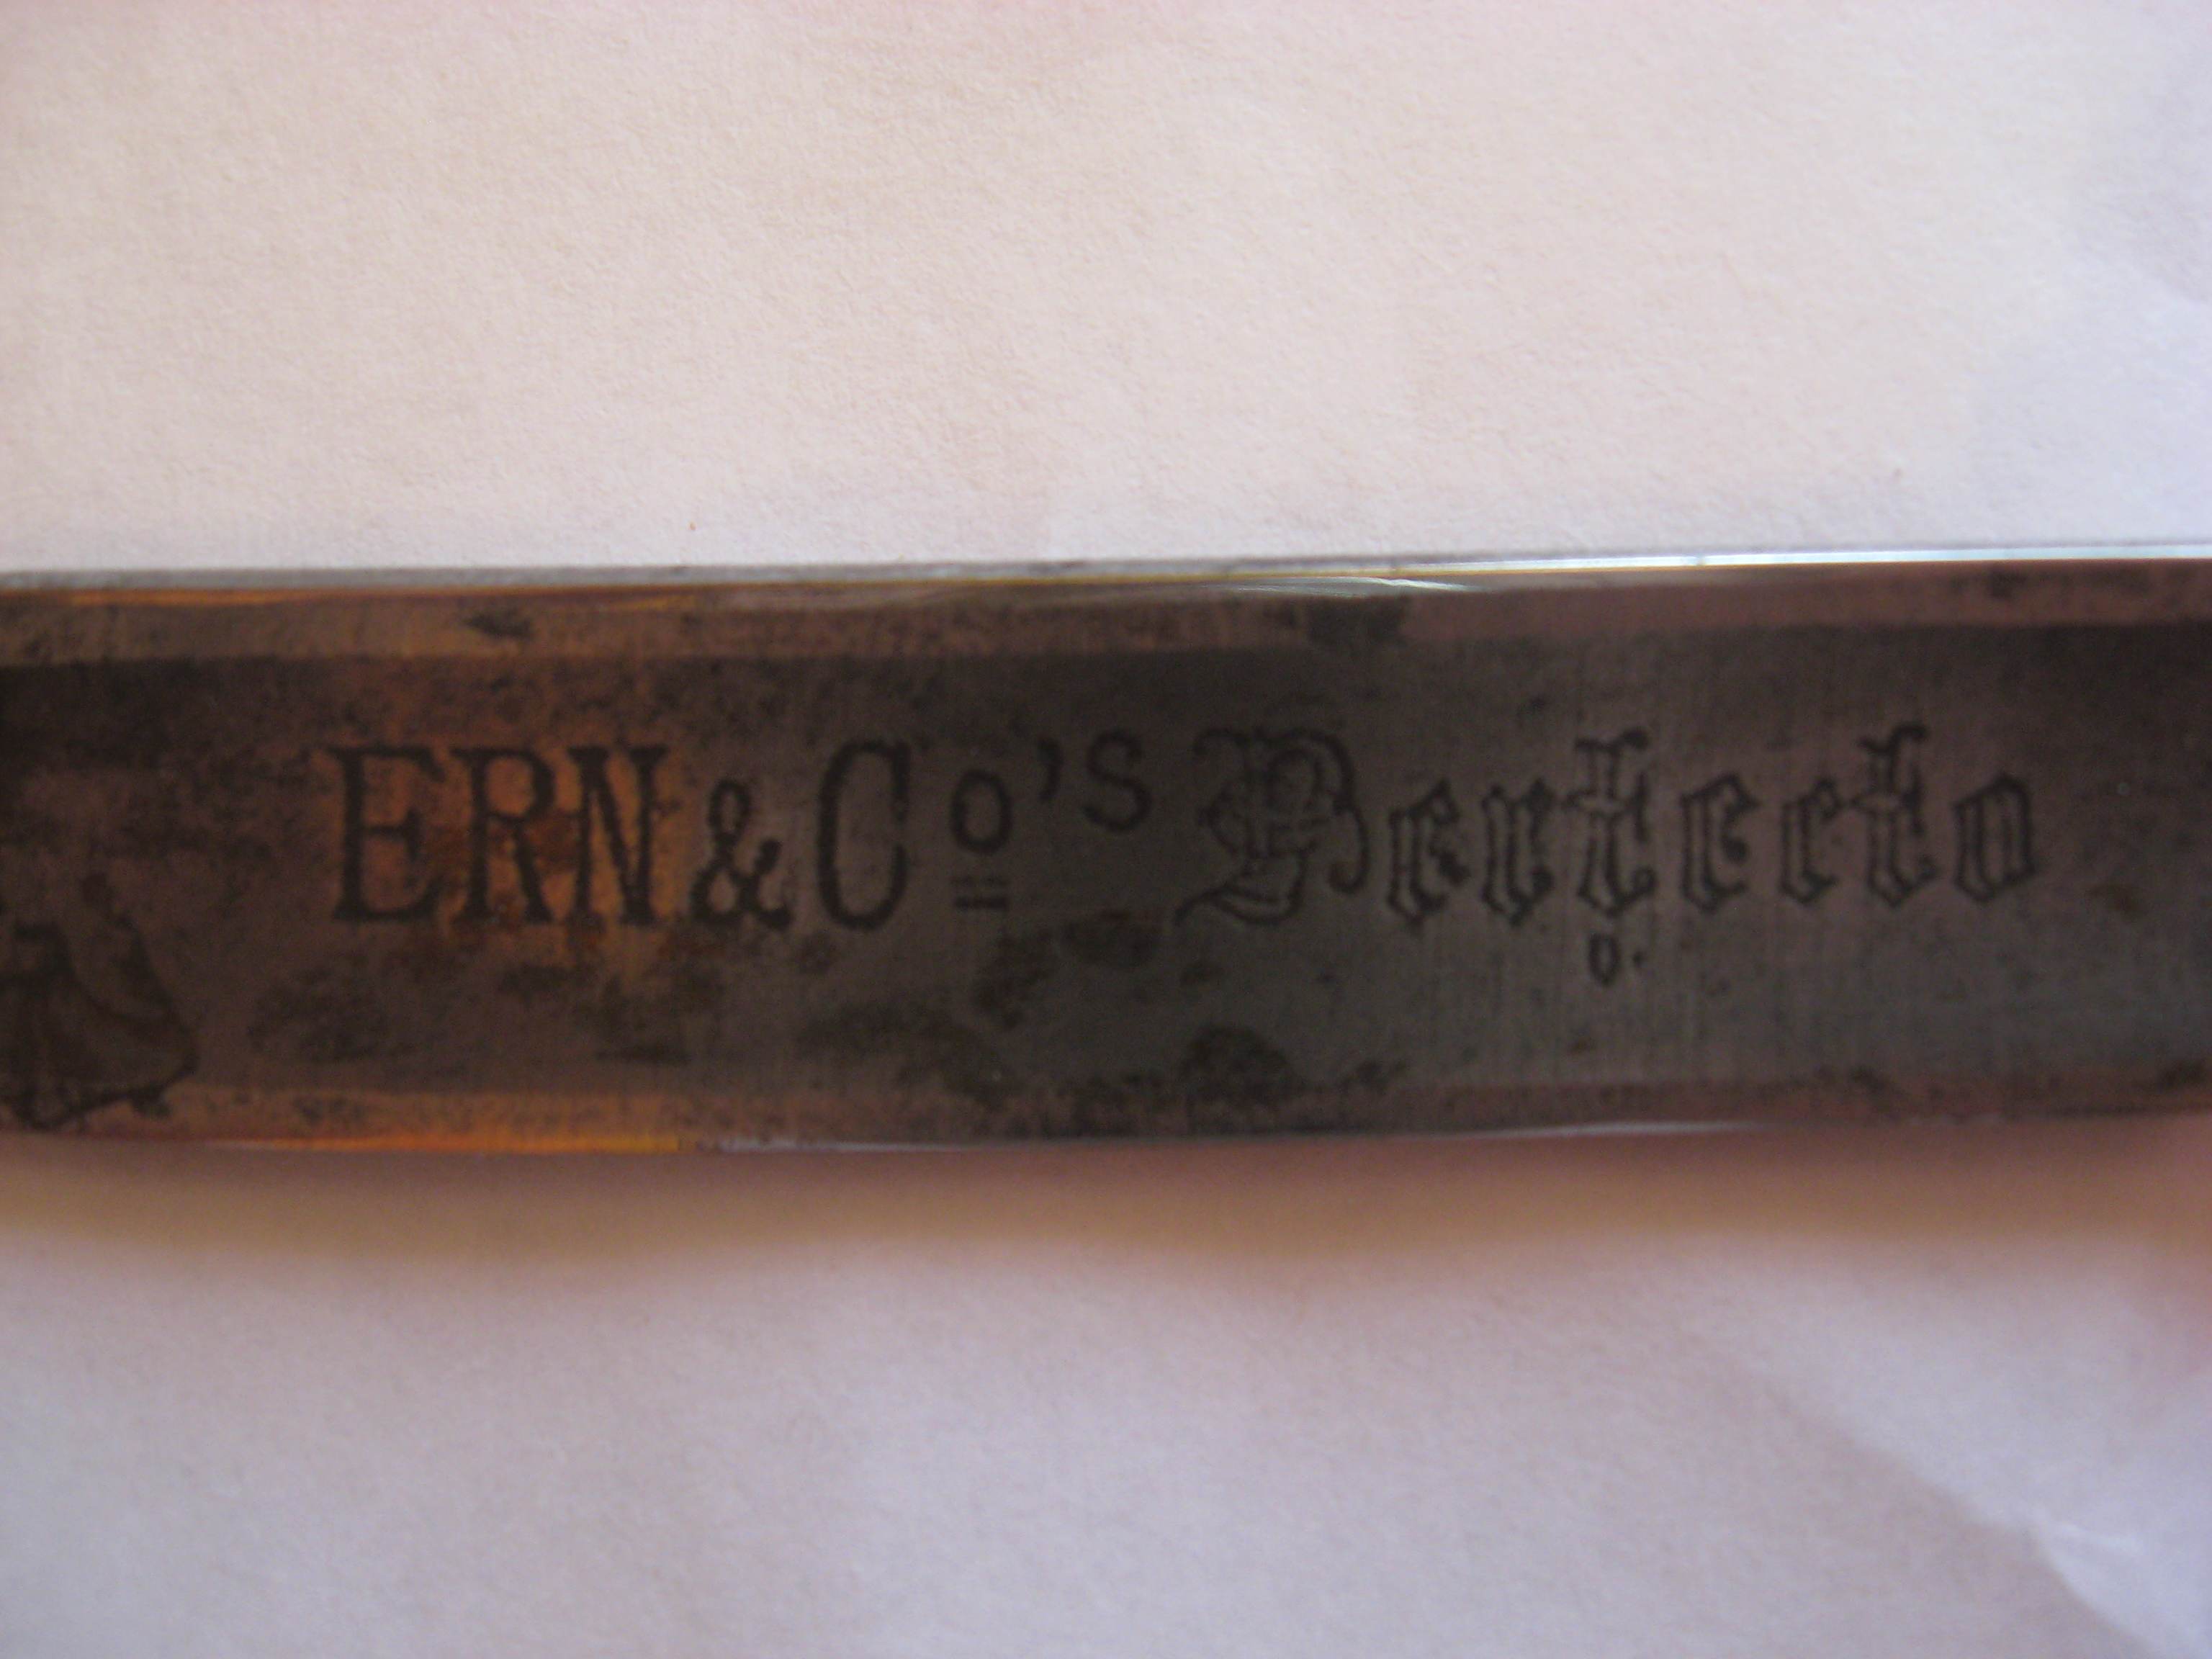 ERN & Co's Perfecto
o.